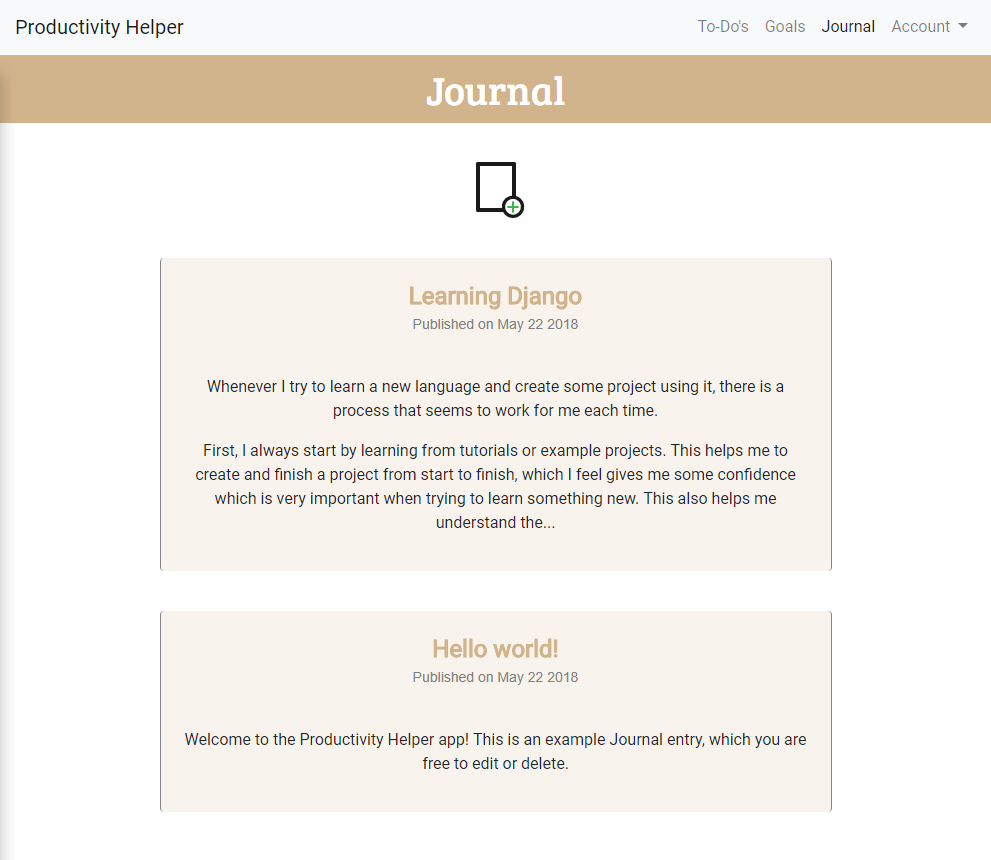 Productivity Helper
To-Do's Goals Journal Account
Journal
Learning Django
Published on May 22 2018
Whenever I try to learn a new language and create some project using it, there is a
process that seems to work for me each time.
First, I always start by learning from tutorials or example projects. This helps me to
create and finish a project from start to finish, which I feel gives me some confidence
which is very important when trying to learn something new. This also helps me
understand the...
Hello world!
Published on May 22 2018
Welcome to the Productivity Helper app! This is an example Journal entry, which you are
free to edit or delete.